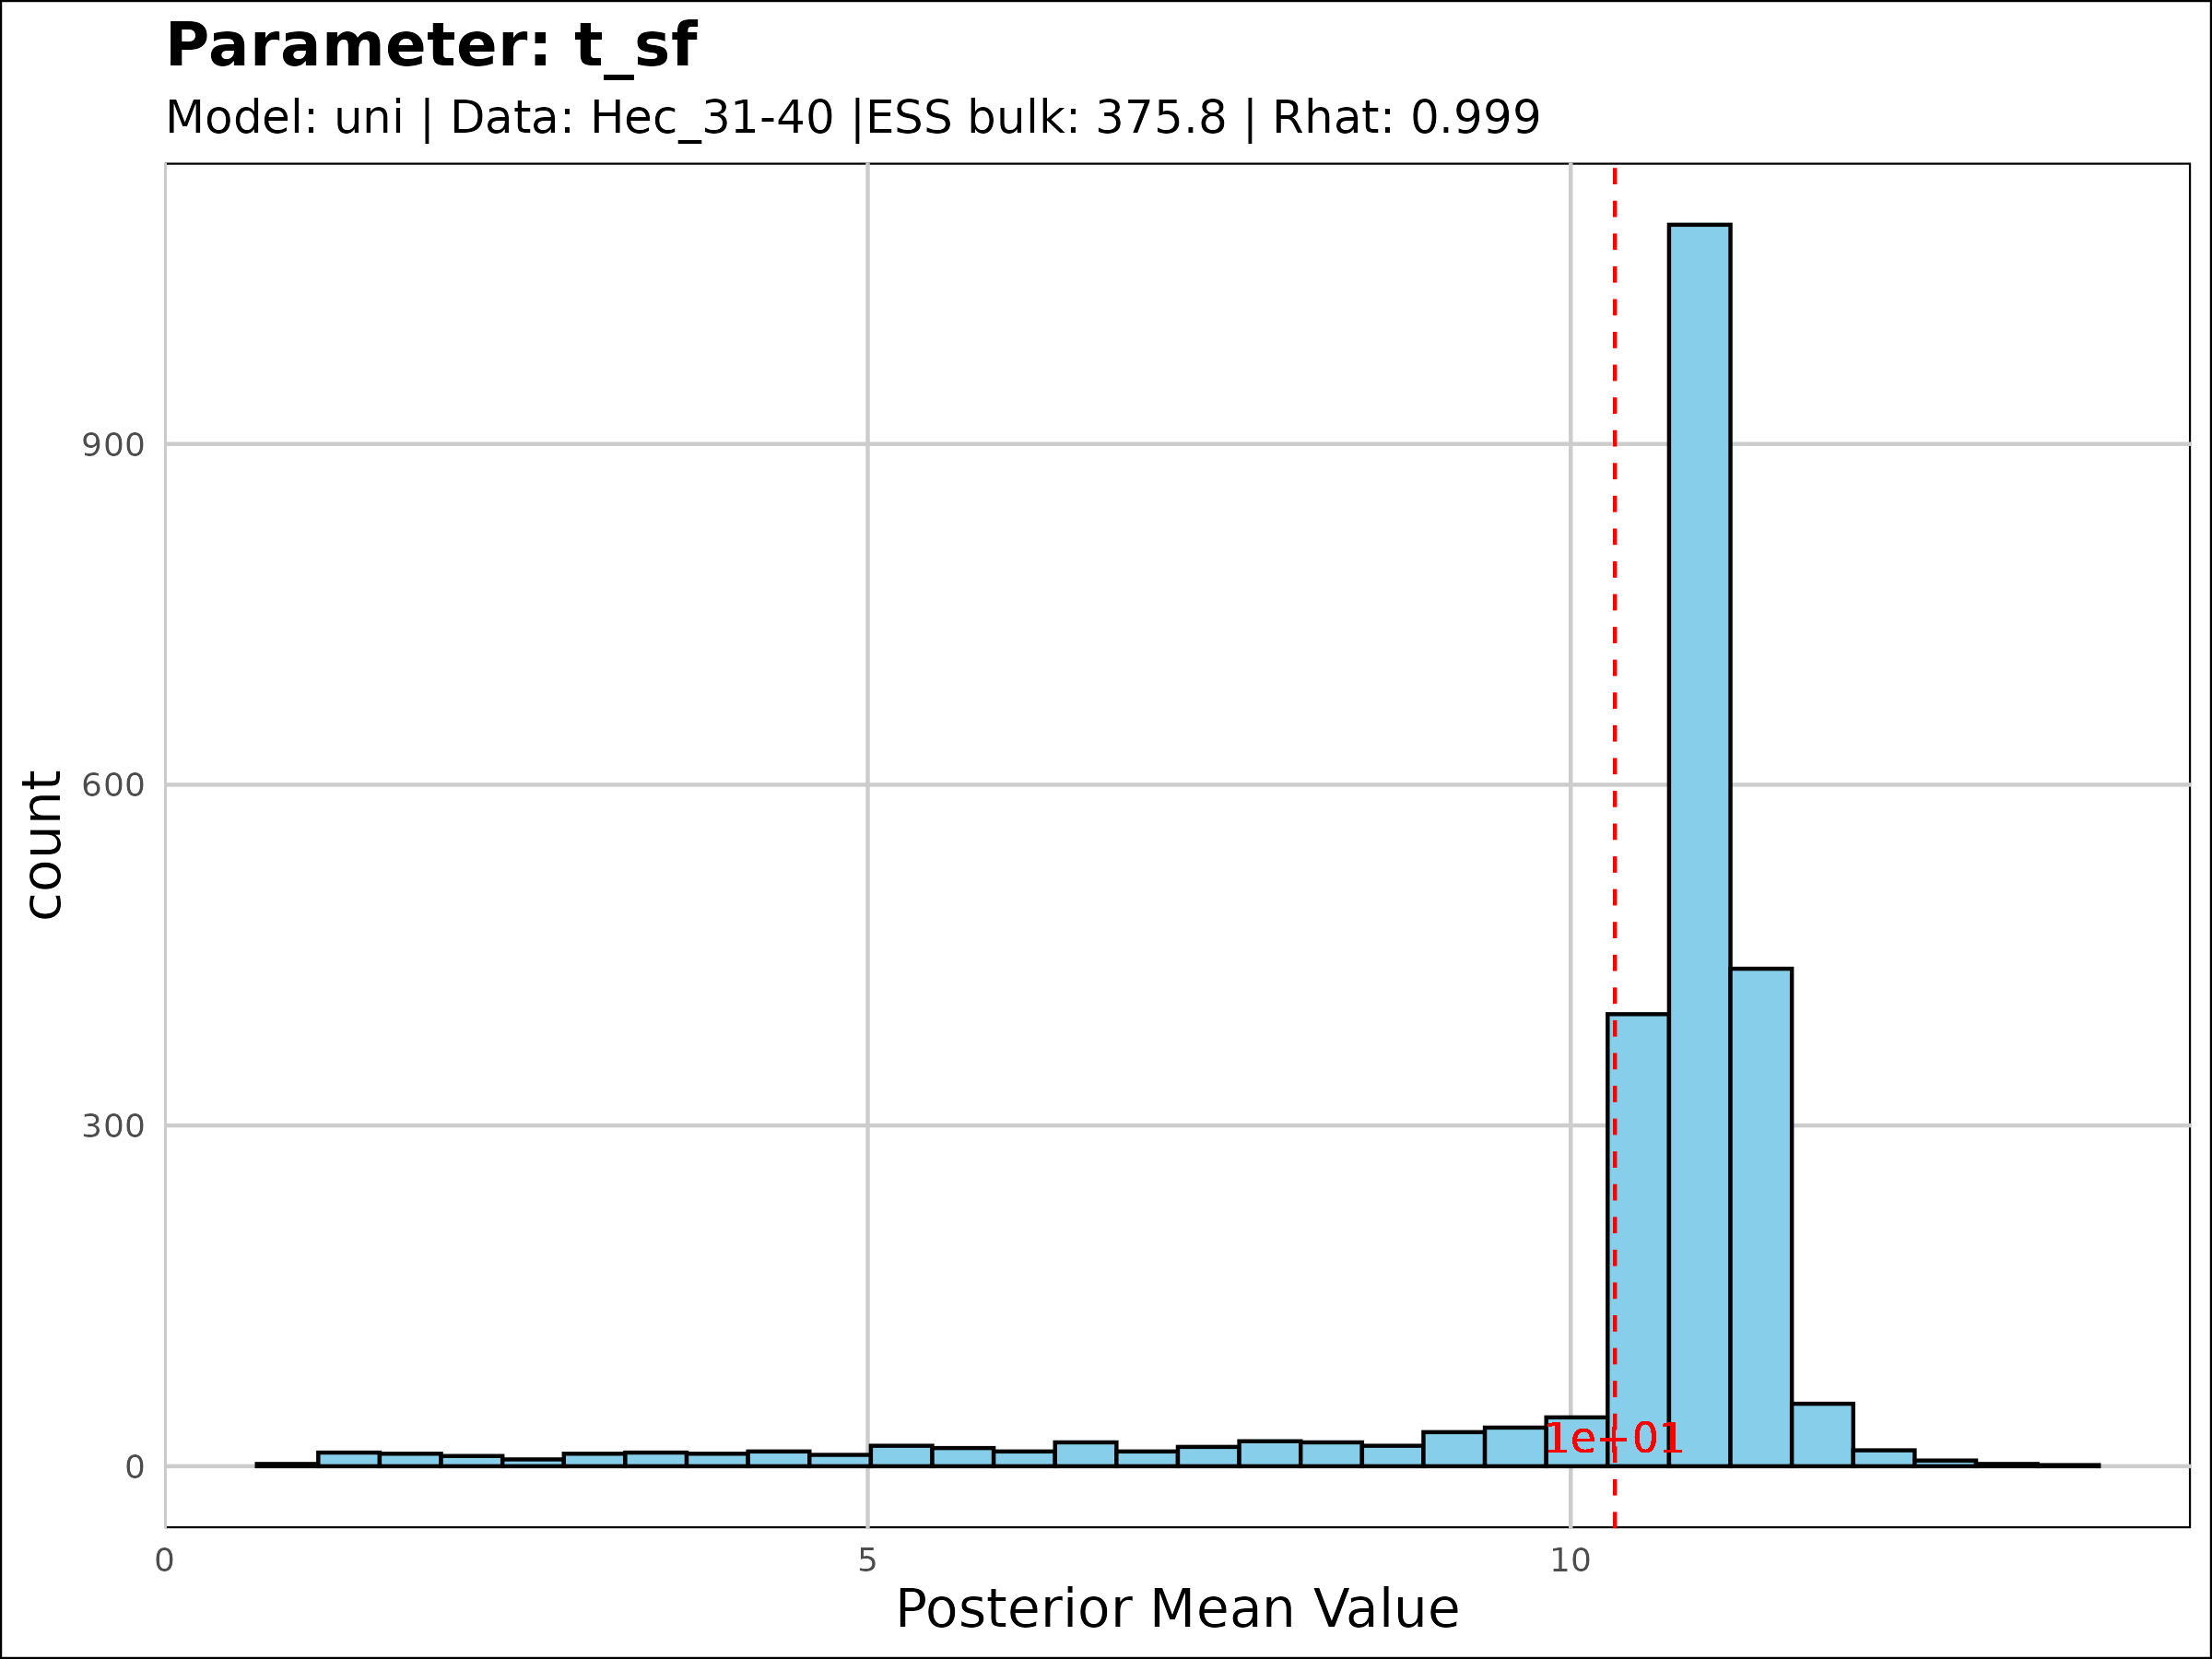 Parameter: t_sf
Model: uni | Data: Hec_31-40 |ESS bulk: 375.8 | Rhat: 0.999
count
900
600
300
0
1e+01
0
5
10
Posterior Mean Value